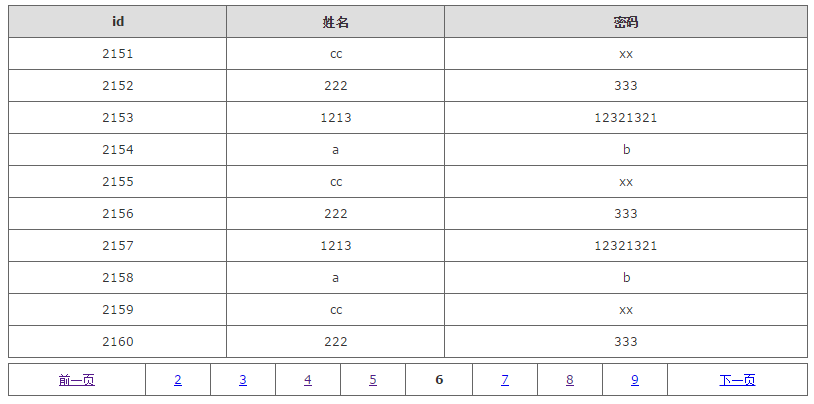 id 姓名 密码
2151 cc xx
2152 222 333
2153 1213 12321321
2154 a b
2155 cc xx
2156 222 333
2157 1213 12321321
2158 a b
2159 cc xx
2160 222 333
前一页 2 3 4 5 6 7 8 9 下一页